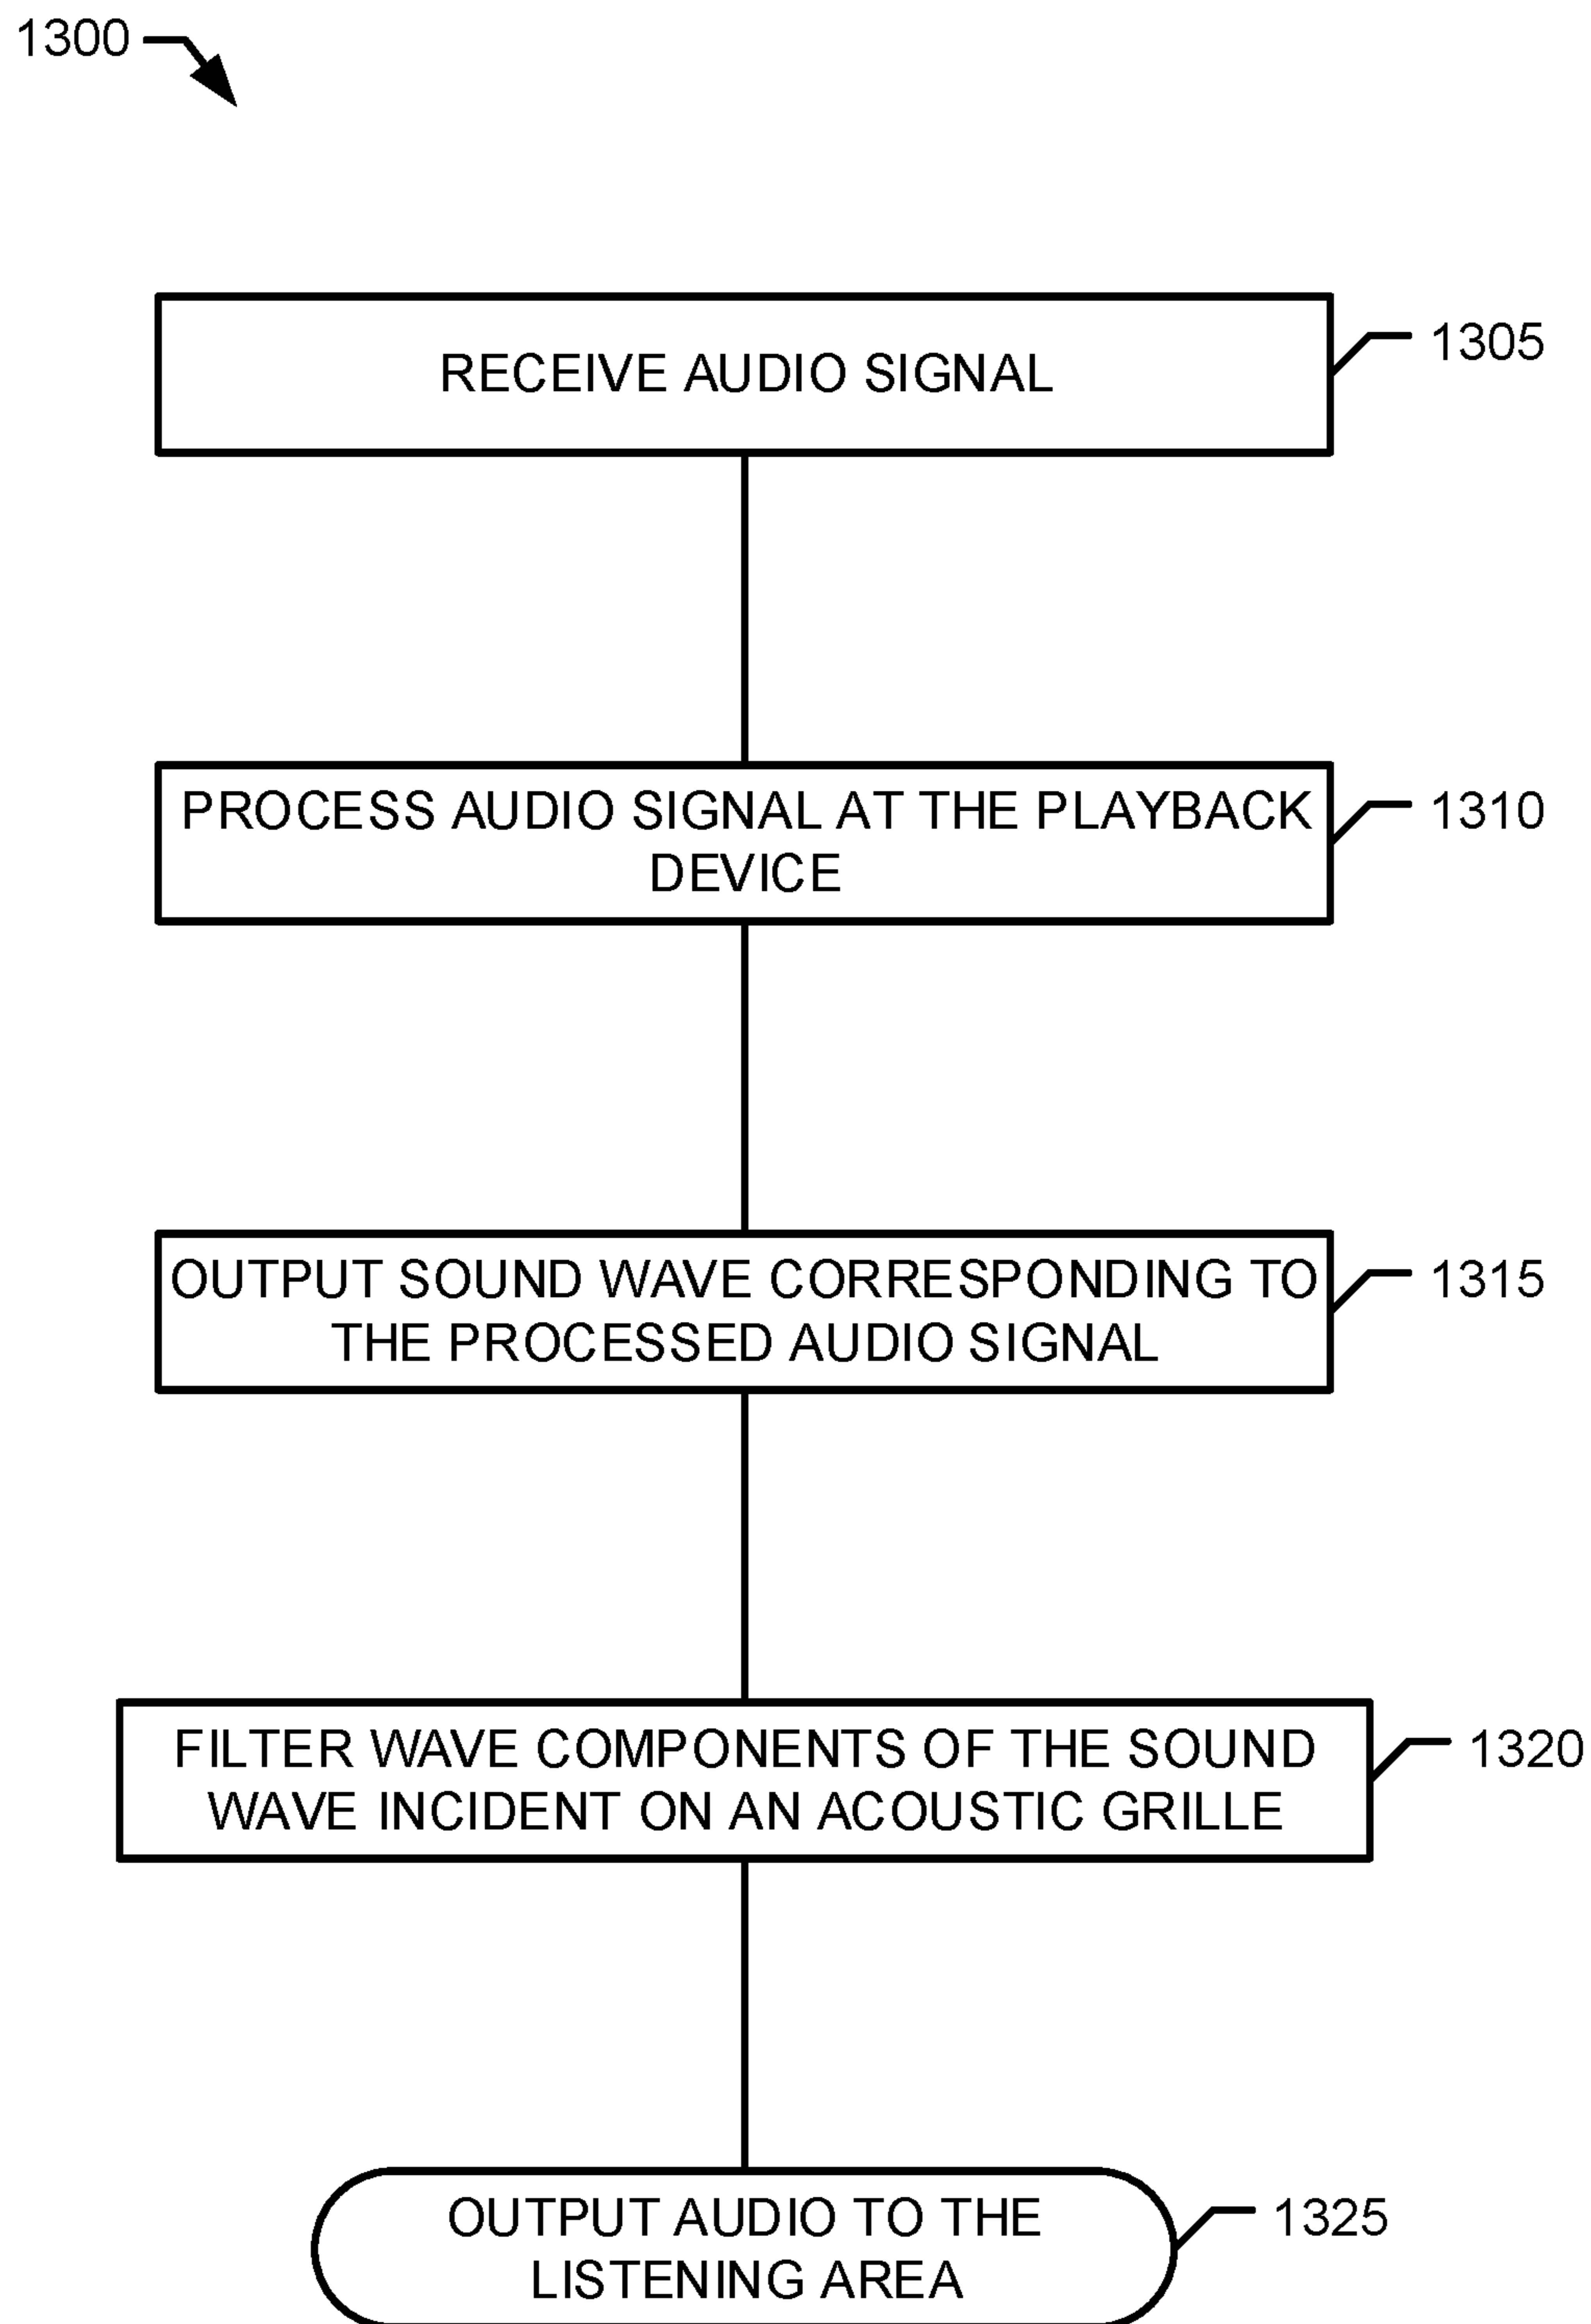 1300
RECEIVE AUDIO SIGNAL
1305
PROCESS AUDIO SIGNAL AT THE PLAYBACK
DEVICE
1310
OUTPUT SOUND WAVE CORRESPONDING TO
THE PROCESSED AUDIO SIGNAL
1315
FILTER WAVE COMPONENTS OF THE SOUND
WAVE INCIDENT ON AN ACOUSTIC GRILLE
1320
OUTPUT AUDIO TO THE
LISTENING AREA
1325